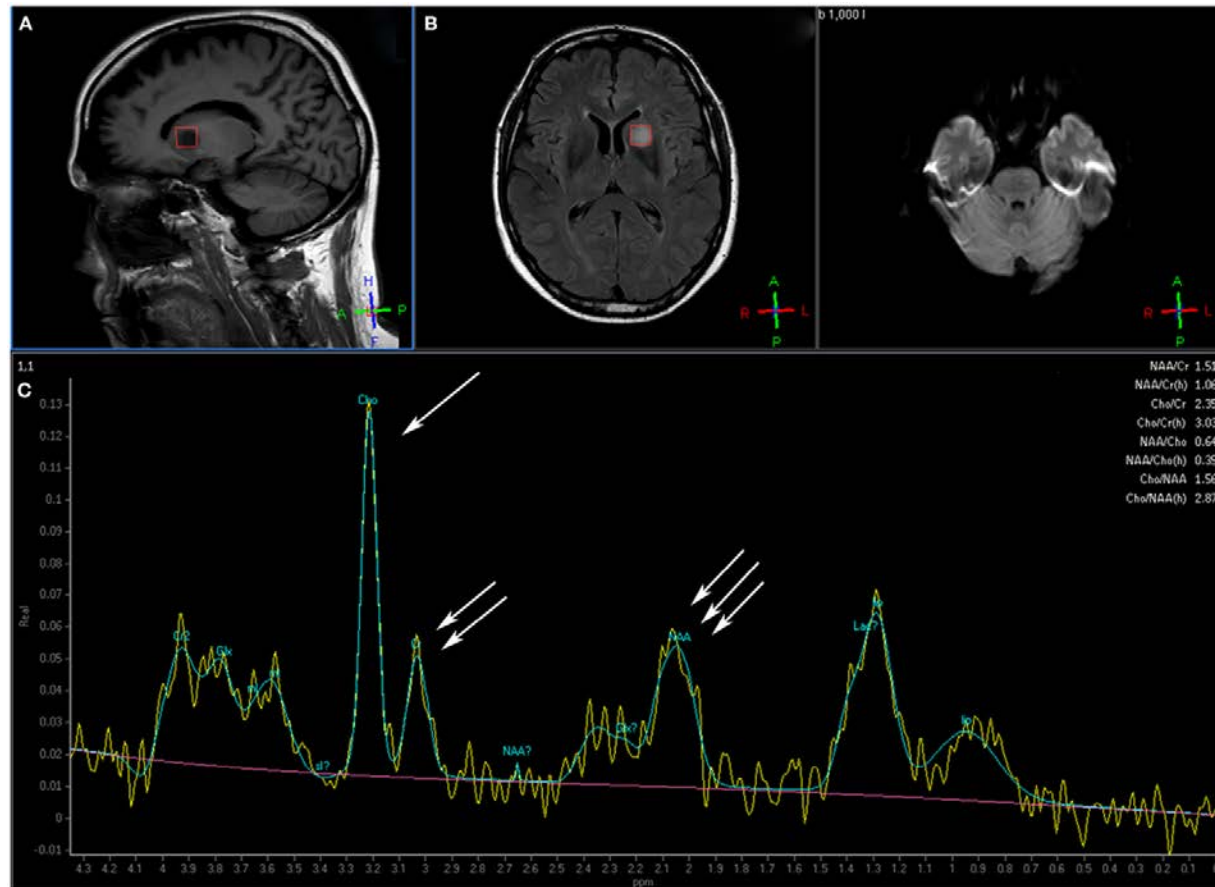 A
B
b 1,000 l
H
A L P
F
A
R L
P
A
R L
P
1,1
C
NAA/Cr 1.51
NAA/Cr(h) 1.06
Cho/Cr 2.35
Cho/Cr(h) 3.03
NAA/Cho 0.64
NAA/Cho(h) 0.35
Cho/NAA 1.56
Cho/NAA(h) 2.87
Cho
Cr2
Glx
NAA?
Glx?
NAA
Lac?
Real
0.13
0.12
0.11
0.1
0.09
0.08
0.07
0.06
0.05
0.04
0.03
0.02
0.01
0
-0.01
4.3 4.2 4.1 4 3.9 3.8 3.7 3.6 3.5 3.4 3.3 3.2 3.1 3 2.9 2.8 2.7 2.6 2.5 2.4 2.3 2.2 2.1 2 1.9 1.8 1.7 1.6 1.5 1.4 1.3 1.2 1.1 1 0.9 0.8 0.7 0.6 0.5 0.4 0.3 0.2 0.1
ppm